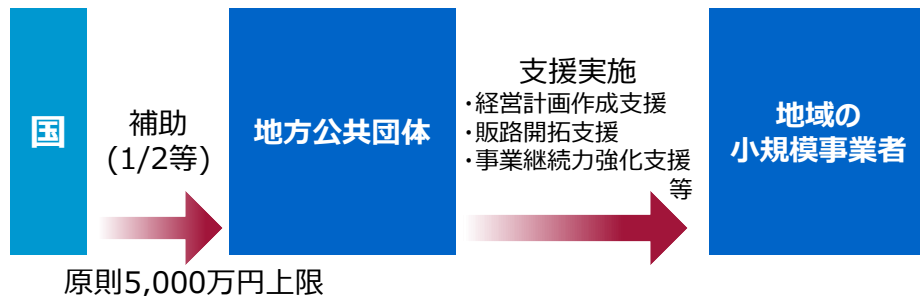 国
補助
(1/2等)
原則5,000万円上限
地方公共団体
支援実施
・経営計画作成支援
・販路開拓支援
・事業継続力強化支援
等
地域の
小規模事業者